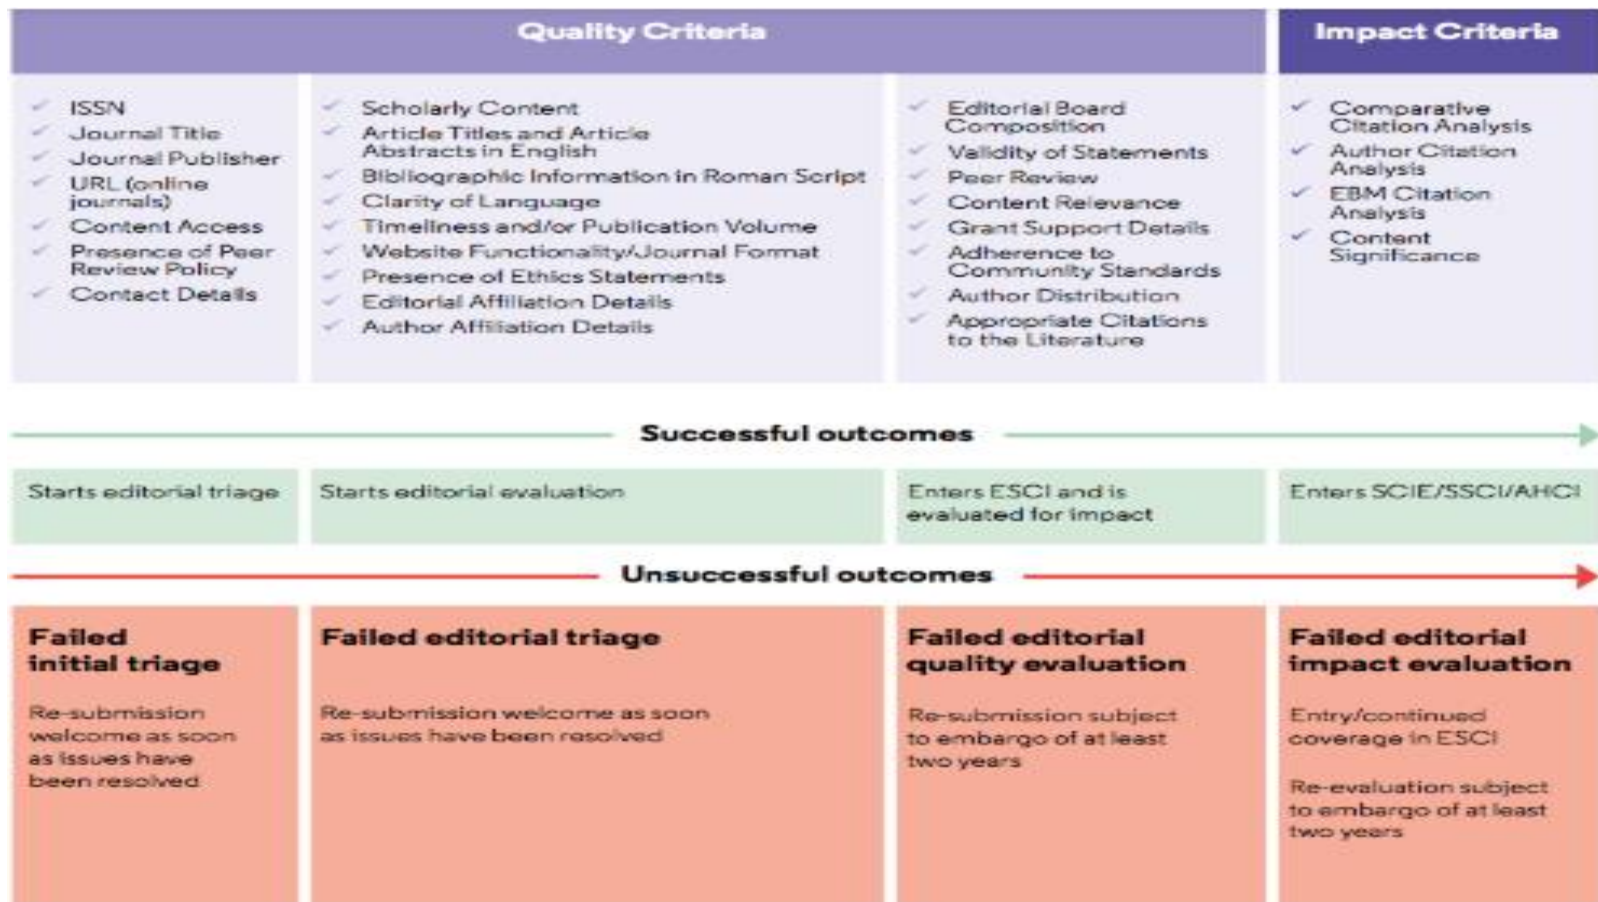 Quality Criteria
Impact Criteria
ISSN
Journal Title
Journal Publisher
URL (online
journals)
Content Access
Presence of Peer
Review Policy
Contact Details
Scholarly Content
Article Titles and Article
Abstracts in English
Bibliographic Information in Roman Script
Clarity of Language
Timeliness and/or Publication Volume
Website Functionality/Journal Format
Presence of Ethics Statements
Editorial Affiliation Details
Author Affiliation Details
Editorial Board
Composition
Validity of Statements
Peer Review
Content Relevance
Grant Support Details
Adherence to
Community Standards
Author Distribution
Appropriate Citations
to the Literature
Comparative
Citation Analysis
Author Citation
Analysis
EBM Citation
Analysis
Content
Significance
Successful outcomes
Starts editorial triage
Starts editorial evaluation
Enters ESCI and is
evaluated for impact
Enters SCIE/SSCI/AHCI
Unsuccessful outcomes
Failed
initial triage
Re-submission
welcome as soon
as issues have
been resolved
Failed editorial triage
Re-submission welcome as soon
as issues have been resolved
Failed editorial
quality evaluation
Re-submission subject
to embargo of at least
two years
Failed editorial
impact evaluation
Entry/continued
coverage in ESCI
Re-evaluation subject
to embargo of at least
two years